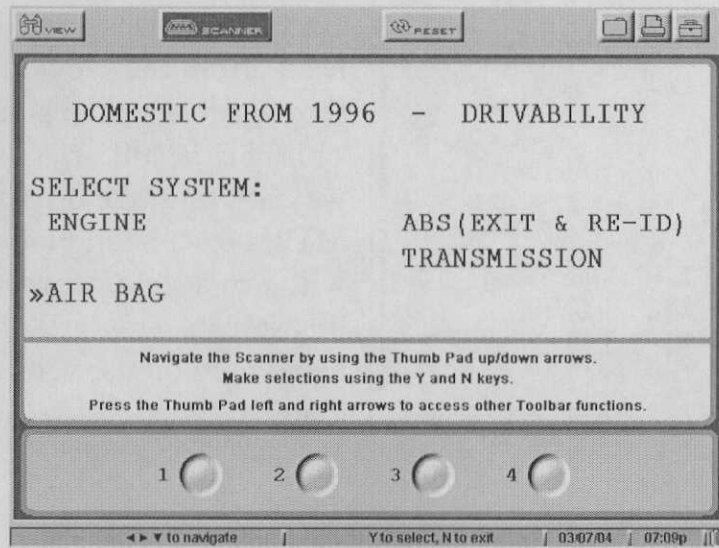 VIEW SCANNER RESET
DOMESTIC FROM 1996 - DRIVABILITY
SELECT SYSTEM:
ENGINE ABS(EXIT & RE-ID)
TRANSMISSION
»AIR BAG
Navigate the Scanner by using the Thumb Pad up/down arrows.
Make selections using the Y and N keys.
Press the Thumb Pad left and right arrows to access other Toolbar functions.
1 2 3 4
◄ ► ▼ to navigate Y to select, N to exit 03/07/04 07:09p